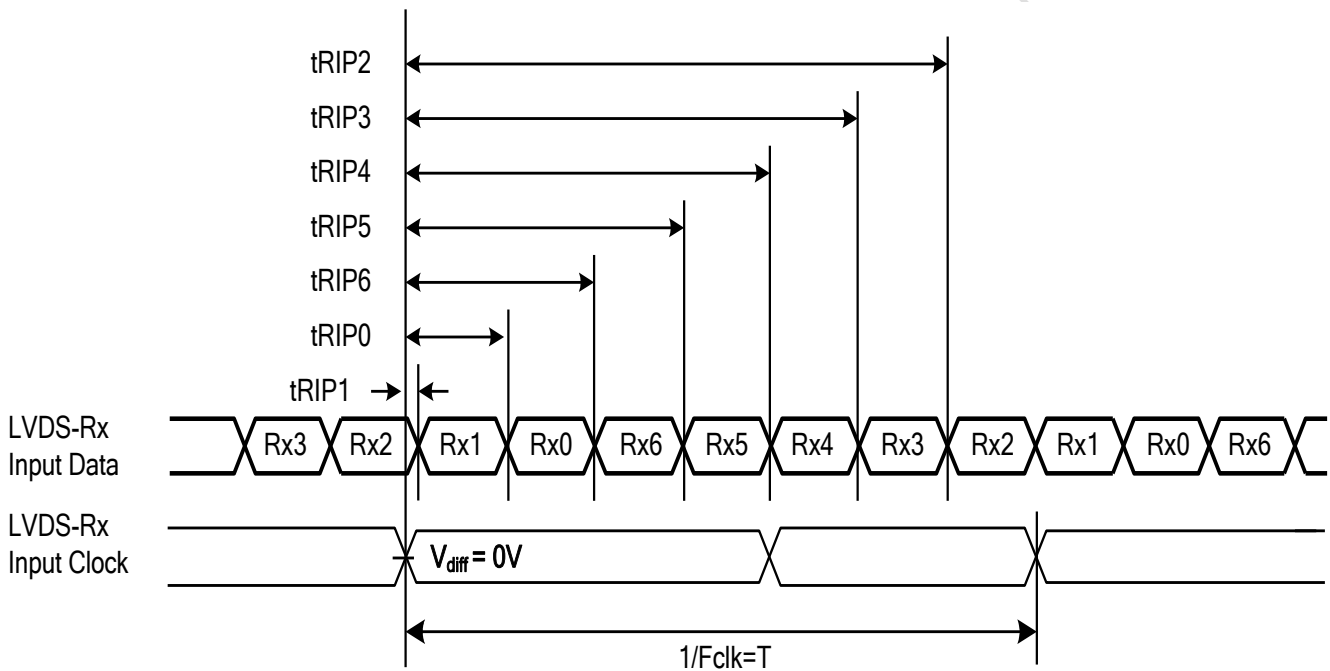 tRIP2
tRIP3
tRIP4
tRIP5
tRIP6
tRIP0
tRIP1
LVDS-Rx
Input Data
Rx3 Rx2 Rx1 Rx0 Rx6 Rx5 Rx4 Rx3 Rx2 Rx1 Rx0 Rx6
LVDS-Rx
Input Clock
Vdiff = 0V
1/Fclk=T